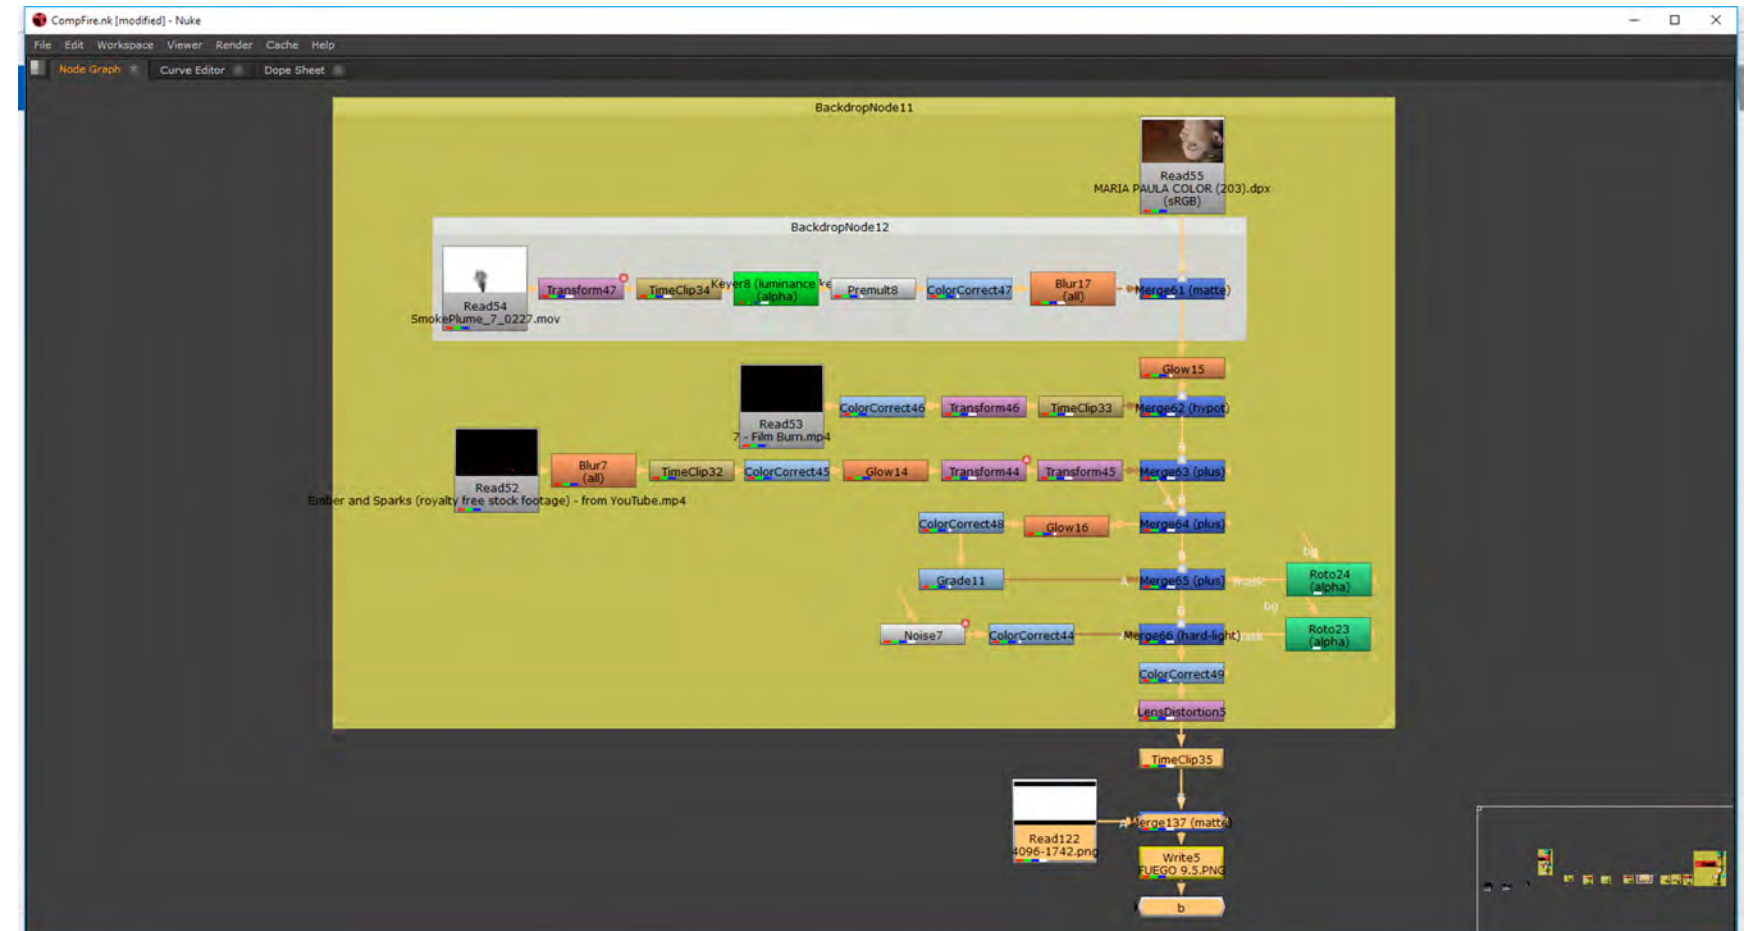 CompFire.nk [modified] - Nuke
File Edit Workspace Viewer Render Cache Help
Node Graph Curve Editor Dope Sheet
BackdropNode11
Read55
MARIA PAULA COLOR (203).dpx
(sRGB)
BackdropNode12
Read54
SmokePlume_7_0227.mov
Transform47
TimeClip34
Keyer8 (luminance ke
(alpha)
Premult8
ColorCorrect47
Blur17
(all)
Merge61 (matte)
Glow15
Read53
7 - Film Burn.mp4
ColorCorrect46
Transform46
TimeClip33
Merge62 (hypot)
B
Read52
Ember and Sparks (royalty free stock footage) - from YouTube.mp4
Blur7
(all)
TimeClip32
ColorCorrect45
Glow14
Transform44
Transform45
Merge63 (plus)
A B
ColorCorrect48
Glow16
Merge64 (plus)
B
bg
Grade11
A
Merge65 (plus)
mask
Roto24
(alpha)
B
bg
Noise7
ColorCorrect44
Merge66 (hard-light)
Roto23
(alpha)
ColorCorrect49
LensDistortion5
TimeClip35
Read122
4096-1742.png
A
Merge137 (matte)
Write5
FUEGO 9.5.PNG
b